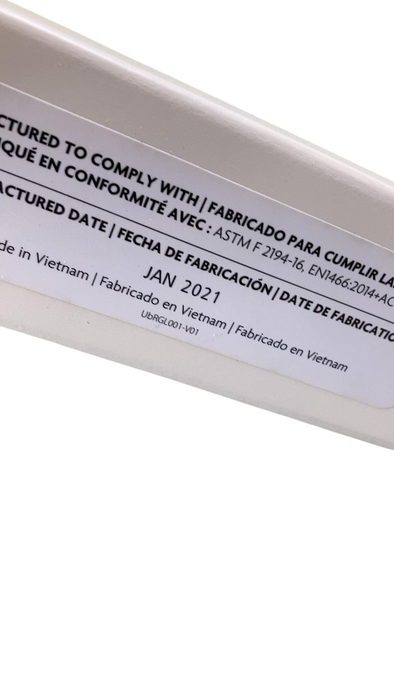 CTURED TO COMPLY WITH | FABRICADO PARA CUMPLIR LA
IQUÉ EN CONFORMITÉ AVEC : ASTM F 2194-16, EN1466:2014+AC
ACTURED DATE | FECHA DE FABRICACIÓN | DATE DE FABRICATIO
JAN 2021
de in Vietnam | Fabricado en Vietnam | Fabricado en Vietnam
UbRGL001-V01